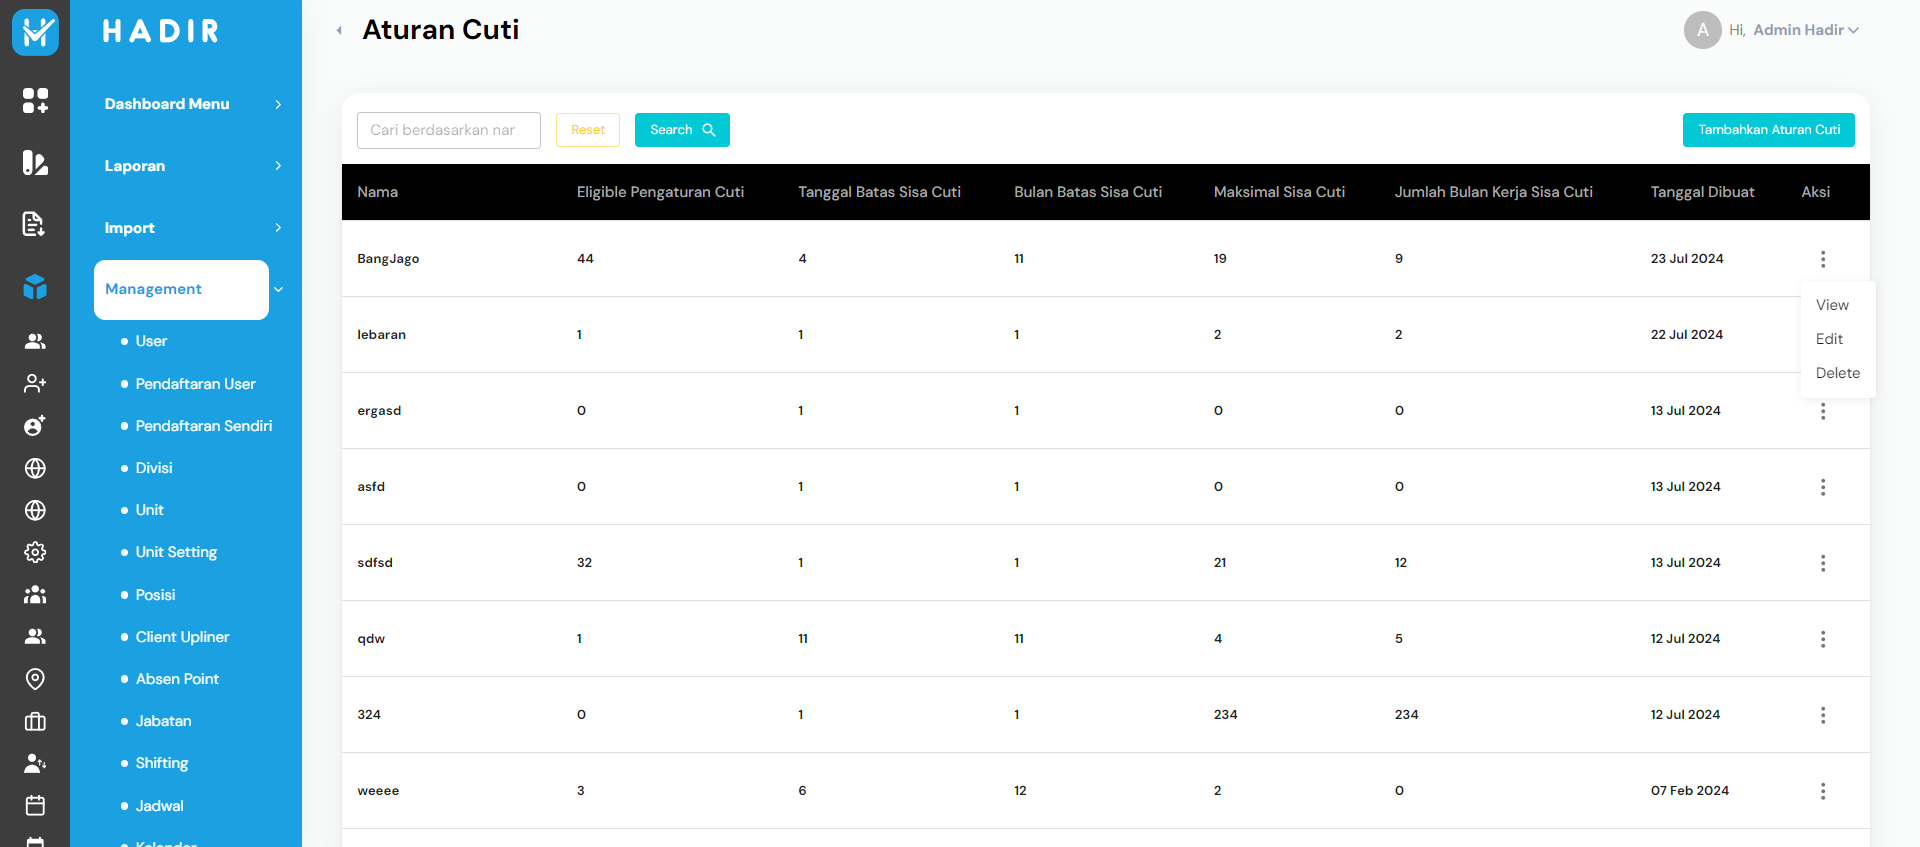 HADIR
Aturan Cuti
A Hi, Admin Hadir
Dashboard Menu
Laporan
Import
Management
User
Pendaftaran User
Pendaftaran Sendiri
Divisi
Unit
Unit Setting
Posisi
Client Upliner
Absen Point
Jabatan
Shifting
Jadwal
Kalender
Cari berdasarkan nar Reset Search Tambahkan Aturan Cuti
Nama Eligible Pengaturan Cuti Tanggal Batas Sisa Cuti Bulan Batas Sisa Cuti Maksimal Sisa Cuti Jumlah Bulan Kerja Sisa Cuti Tanggal Dibuat Aksi
BangJago 44 4 11 19 9 23 Jul 2024
View
Edit
Delete
lebaran 1 1 1 2 2 22 Jul 2024
ergasd 0 1 1 0 0 13 Jul 2024
asfd 0 1 1 0 0 13 Jul 2024
sdfsd 32 1 1 21 12 13 Jul 2024
qdw 1 11 11 4 5 12 Jul 2024
324 0 1 1 234 234 12 Jul 2024
weeee 3 6 12 2 0 07 Feb 2024